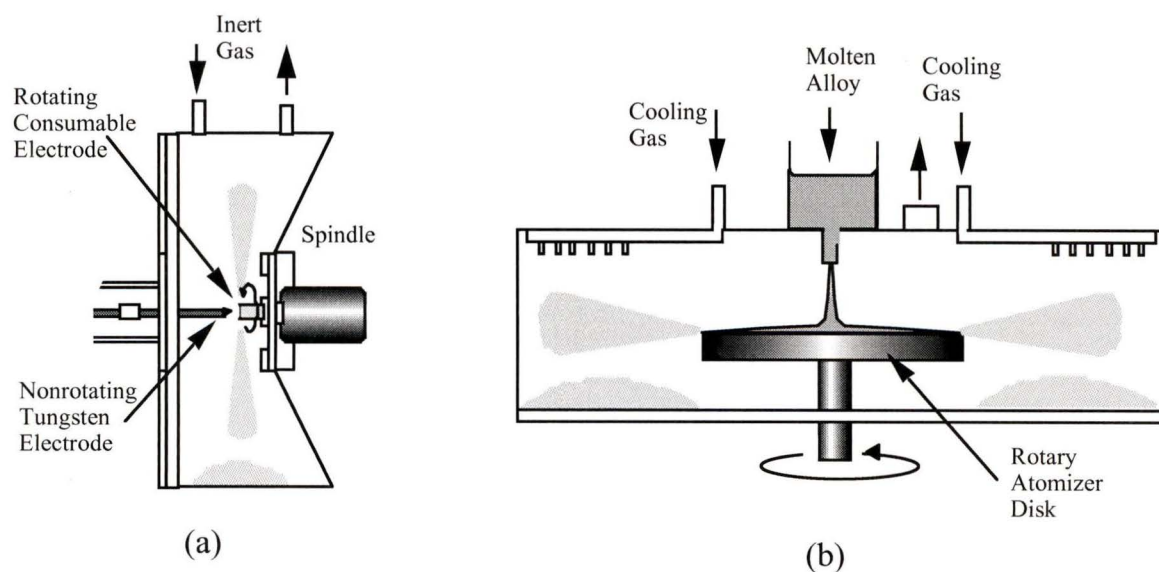 Inert
Gas
Rotating
Consumable
Electrode
Spindle
Nonrotating
Tungsten
Electrode
(a)
Molten
Alloy
Cooling
Gas
Cooling
Gas
Rotary
Atomizer
Disk
(b)